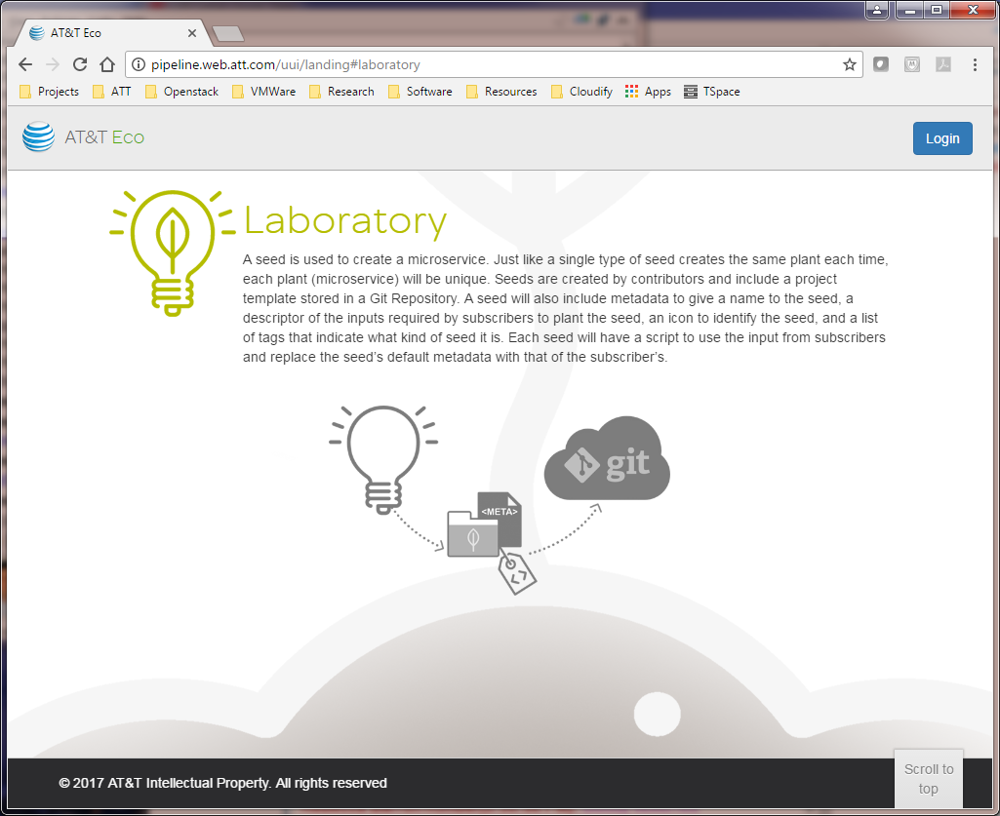 AT&T Eco
pipeline.web.att.com/uui/landing#laboratory
Projects ATT Openstack VMWare Research Software Resources Cloudify Apps TSpace
AT&T Eco
Login
Laboratory
A seed is used to create a microservice. Just like a single type of seed creates the same plant each time,
each plant (microservice) will be unique. Seeds are created by contributors and include a project
template stored in a Git Repository. A seed will also include metadata to give a name to the seed, a
descriptor of the inputs required by subscribers to plant the seed, an icon to identify the seed, and a list
of tags that indicate what kind of seed it is. Each seed will have a script to use the input from subscribers
and replace the seed’s default metadata with that of the subscriber’s.
git
<META>
< >
© 2017 AT&T Intellectual Property. All rights reserved
Scroll to
top